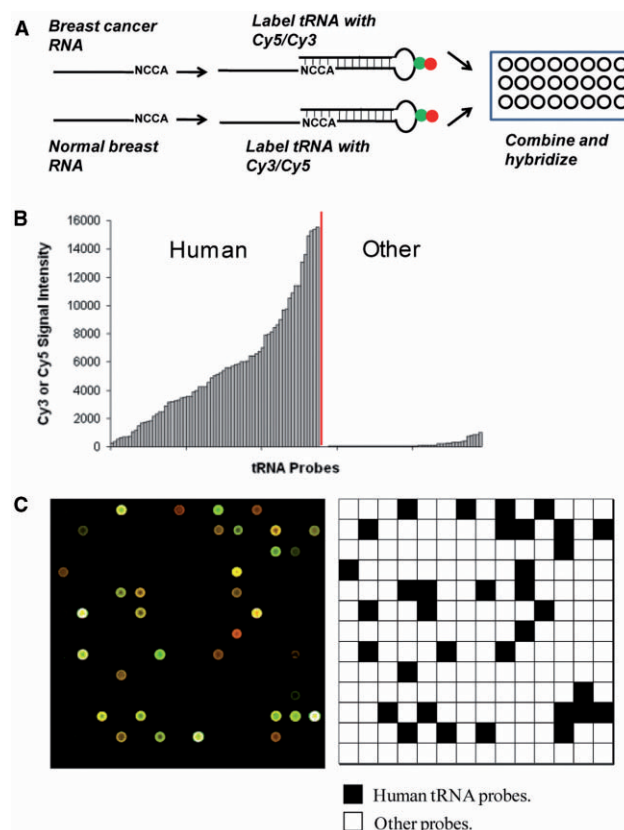 A
Breast cancer
RNA
NCCA
Label tRNA with
Cy5/Cy3
NCCA
NCCA
NCCA
Normal breast
RNA
Label tRNA with
Cy3/Cy5
Combine and
hybridize
B
Cy3 or Cy5 Signal Intensity
16000
14000
12000
10000
8000
6000
4000
2000
0
Human
Other
tRNA Probes
C
Human tRNA probes.
Other probes.